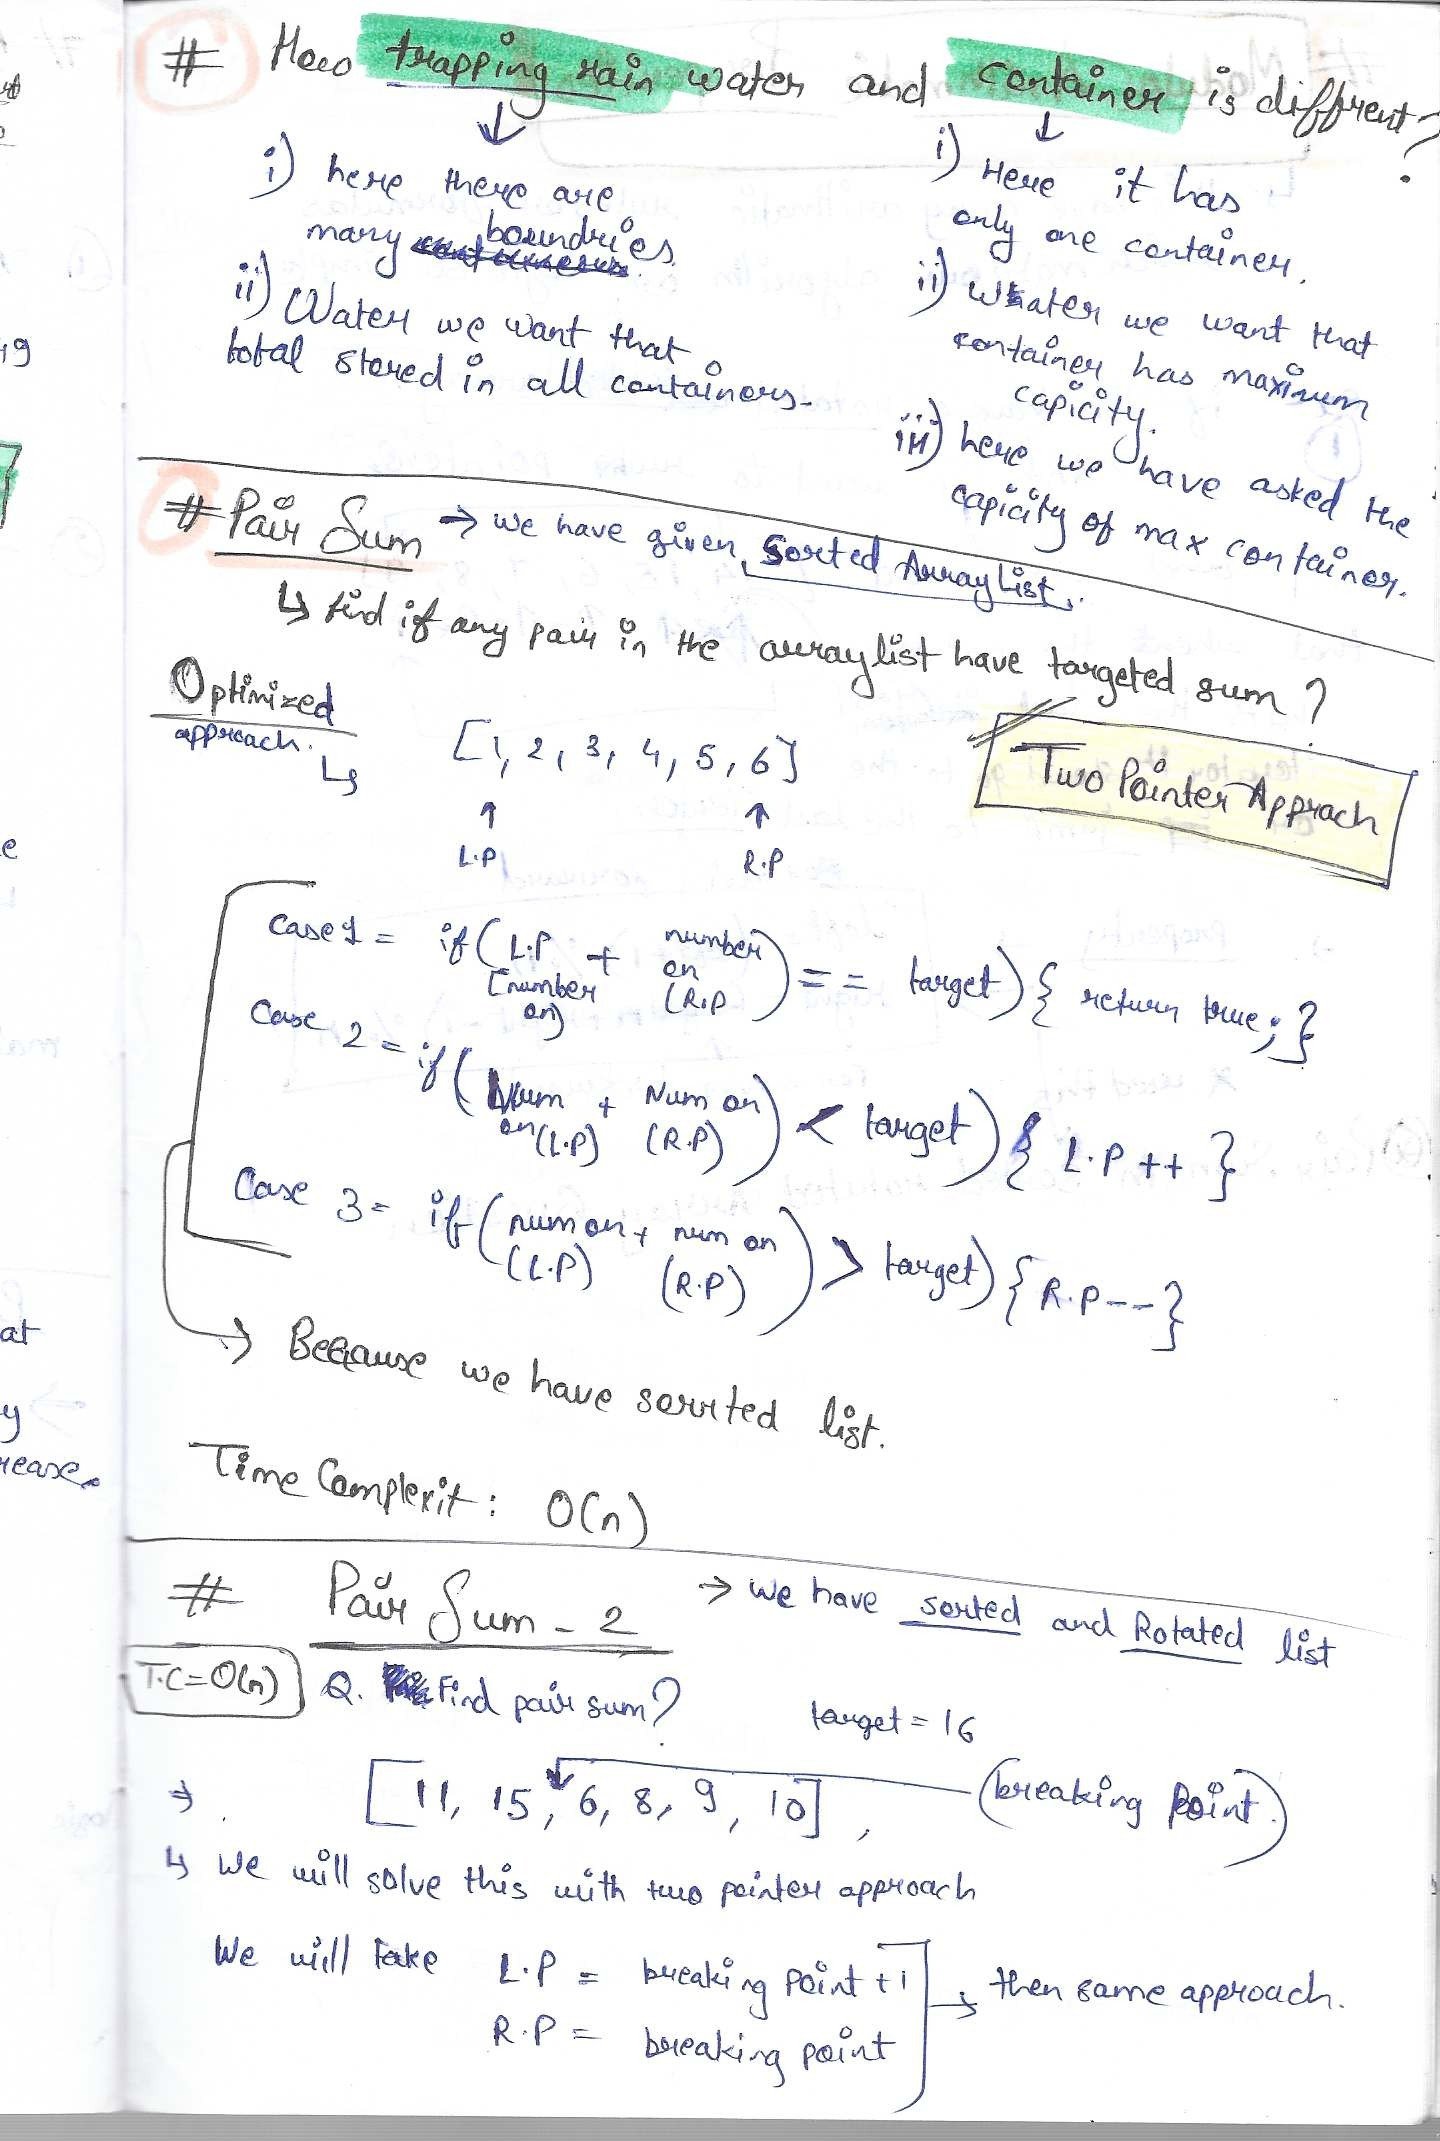 # How trapping rain water and container is diffrent?
i) here there are
many boundries.
ii) Water we want that
total stored in all containers.
i) Here it has
only one container.
ii) Water we want that
container has maximum
capicity.
iii) here we have asked the
capicity of max container.
# Pair Sum → we have given Sorted ArrayList.
↳ find if any pair in the arraylist have targeted sum ?
Optimized
approach. ↳
[1, 2, 3, 4, 5, 6]
↑ ↑
L.P R.P
Two Pointer Apprach
Case 1 = if ( L.P + number ) == target) { return true; }
[number on
on) (R.P
Case 2 = if ( Num + Num on ) < target) { L.P ++ }
on (L.P) (R.P)
Case 3 = if ( num on + num on ) > target) { R.P -- }
(L.P) (R.P)
→ Because we have sorrted list.
Time Complexit : O(n)
# Pair Sum - 2 → we have sorted and Rotated list
T.C = O(n) Q. Find pair sum? target = 16
→ [11, 15, 6, 8, 9, 10], (breaking Point.)
↳ We will solve this with two pointer approach
We will take L.P = breaking point + 1 → then same approach.
R.P = breaking point
19
e
at
y
rease.